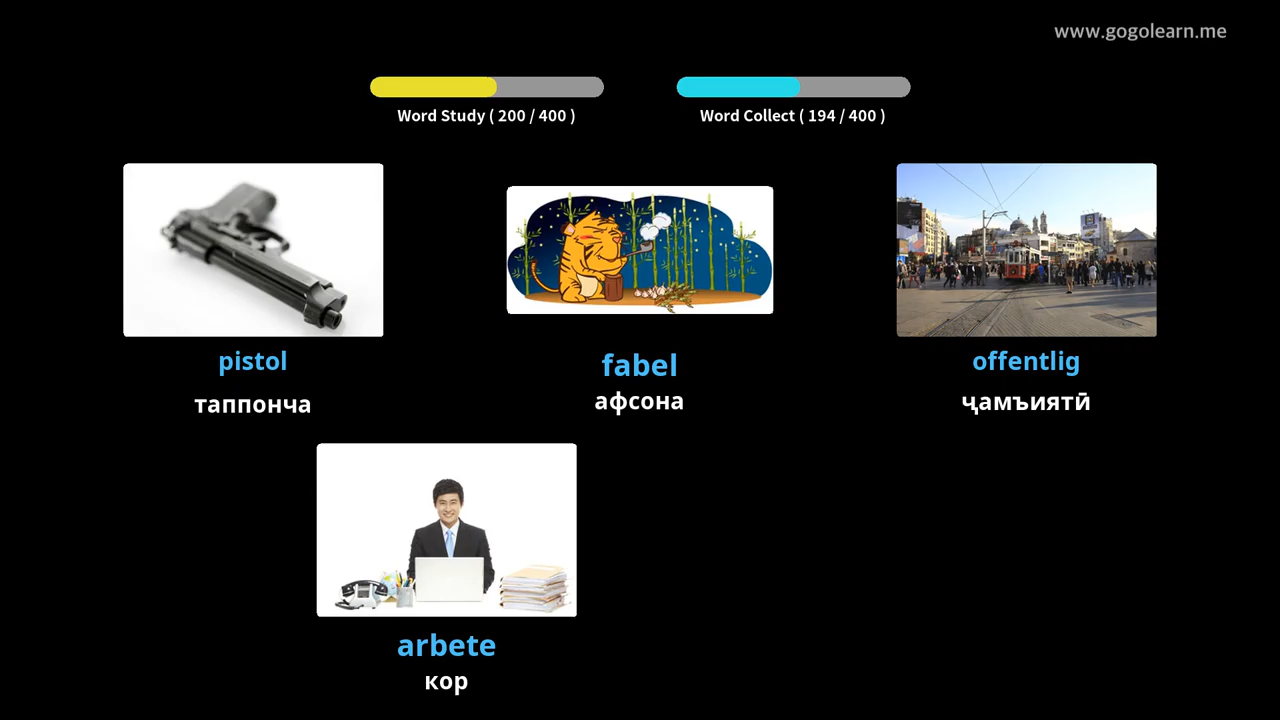 www.gogolearn.me
Word Study ( 200 / 400 )
Word Collect ( 194 / 400 )
pistol
таппонча
fabel
афсона
offentlig
ҷамъиятӣ
arbete
кор